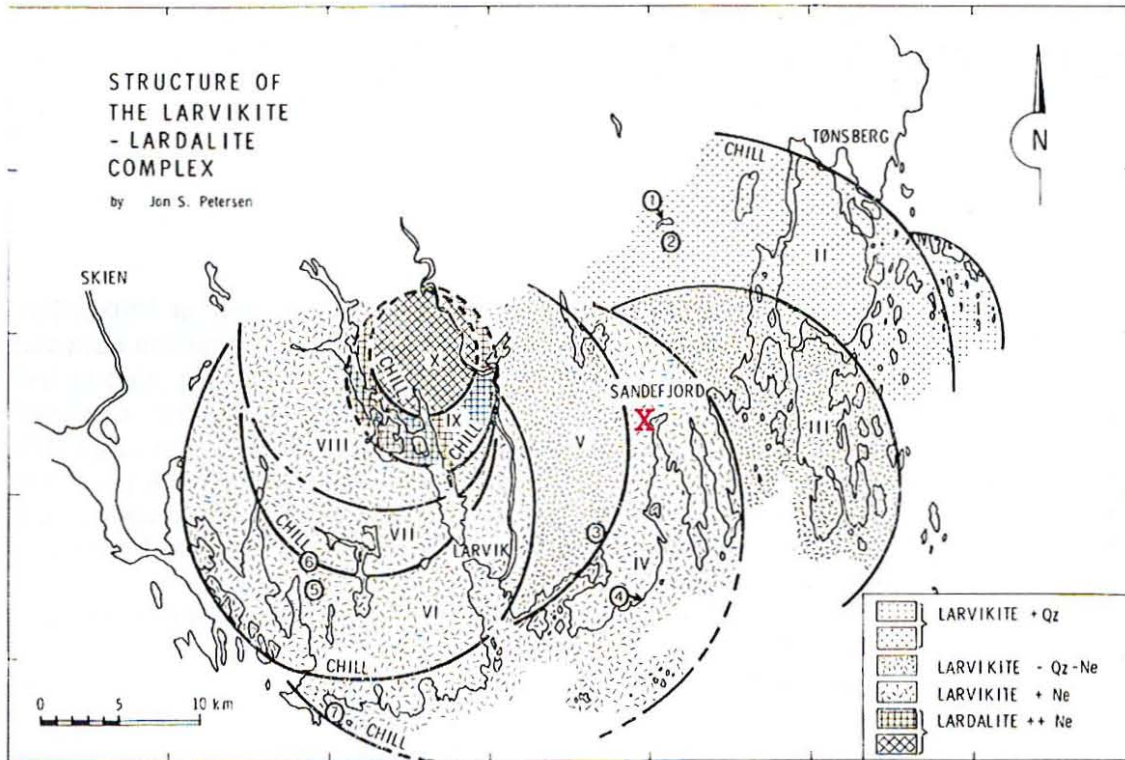 STRUCTURE OF
THE LARVIKITE
- LARDALITE
COMPLEX
by Jon S. Petersen
CHILL
TØNSBERG
N
1
2
II
SKIEN
X
CHILL
SANDEFJORD
X
IX
CHILL
VIII
V
III
VII
CHILL
LARVIK
3
6
5
IV
4
VI
CHILL
7
CHILL
0 5 10 km
LARVIKITE + Qz
LARVIKITE - Qz-Ne
LARVIKITE + Ne
LARDALITE ++ Ne